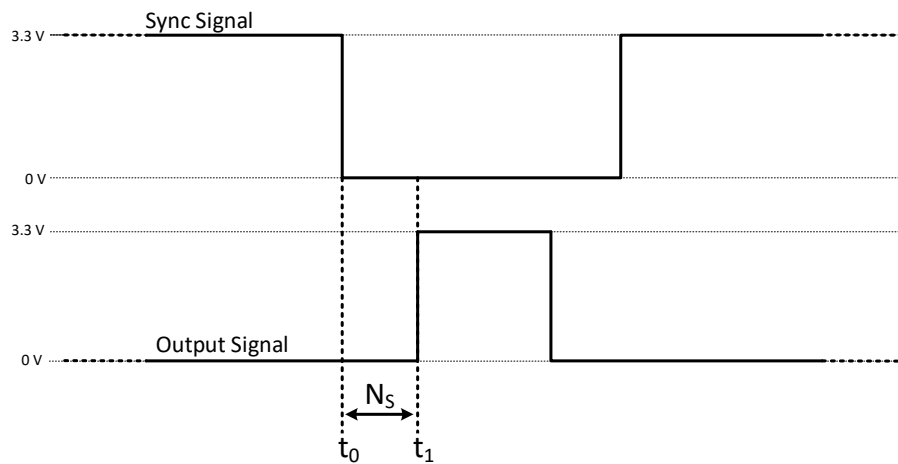 Sync Signal
3.3 V
0 V
3.3 V
Output Signal
0 V
NS
t0 t1